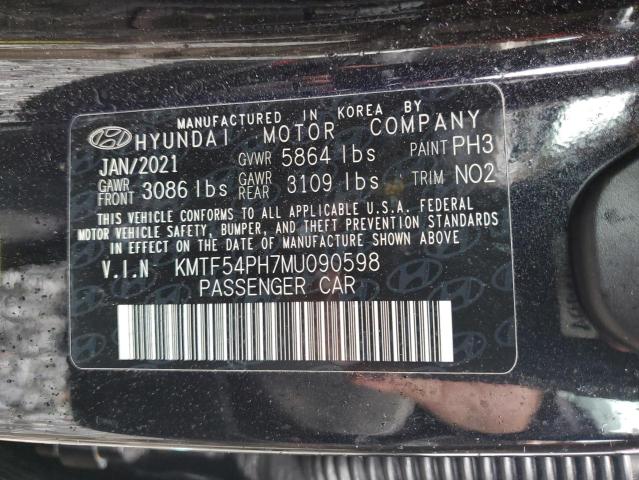 MANUFACTURED IN KOREA BY
HYUNDAI MOTOR COMPANY
JAN/2021 GVWR 5864 lbs PAINT PH3
GAWR FRONT 3086 lbs GAWR REAR 3109 lbs TRIM NO2
THIS VEHICLE CONFORMS TO ALL APPLICABLE U.S.A. FEDERAL
MOTOR VEHICLE SAFETY, BUMPER, AND THEFT PREVENTION STANDARDS
IN EFFECT ON THE DATE OF MANUFACTURE SHOWN ABOVE
V.I.N KMTF54PH7MU090598
PASSENGER CAR